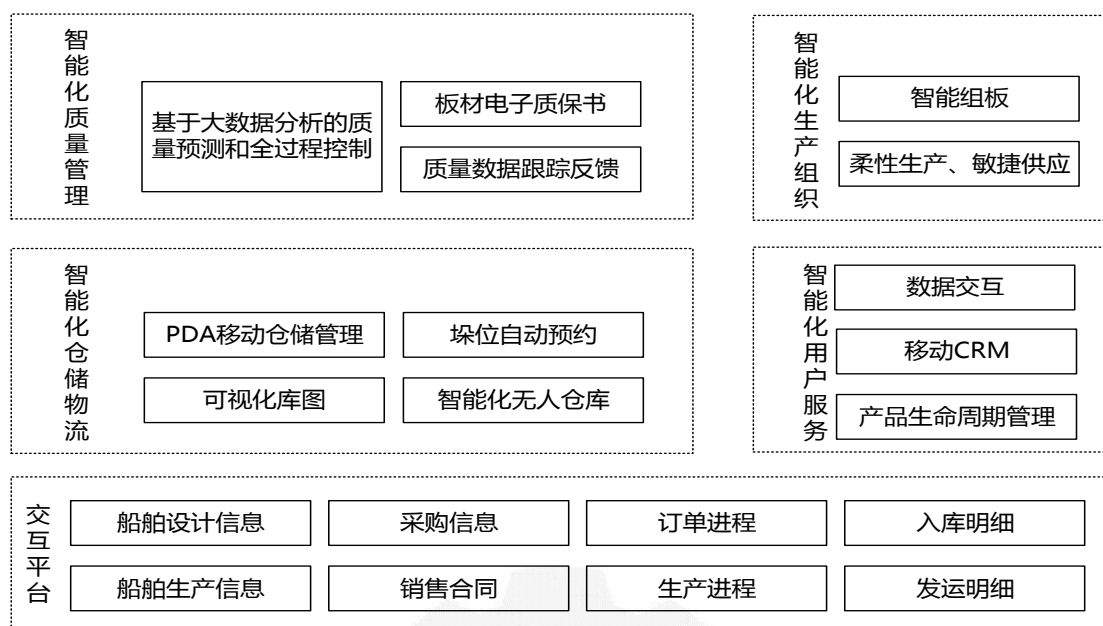 智能化质量管理
基于大数据分析的质
量预测和全过程控制
板材电子质保书
质量数据跟踪反馈
智能化生产组织
智能组板
柔性生产、敏捷供应
智能化仓储物流
PDA移动仓储管理
垛位自动预约
可视化库图
智能化无人仓库
智能化用户服务
数据交互
移动CRM
产品生命周期管理
交互平台
船舶设计信息
采购信息
订单进程
入库明细
船舶生产信息
销售合同
生产进程
发运明细